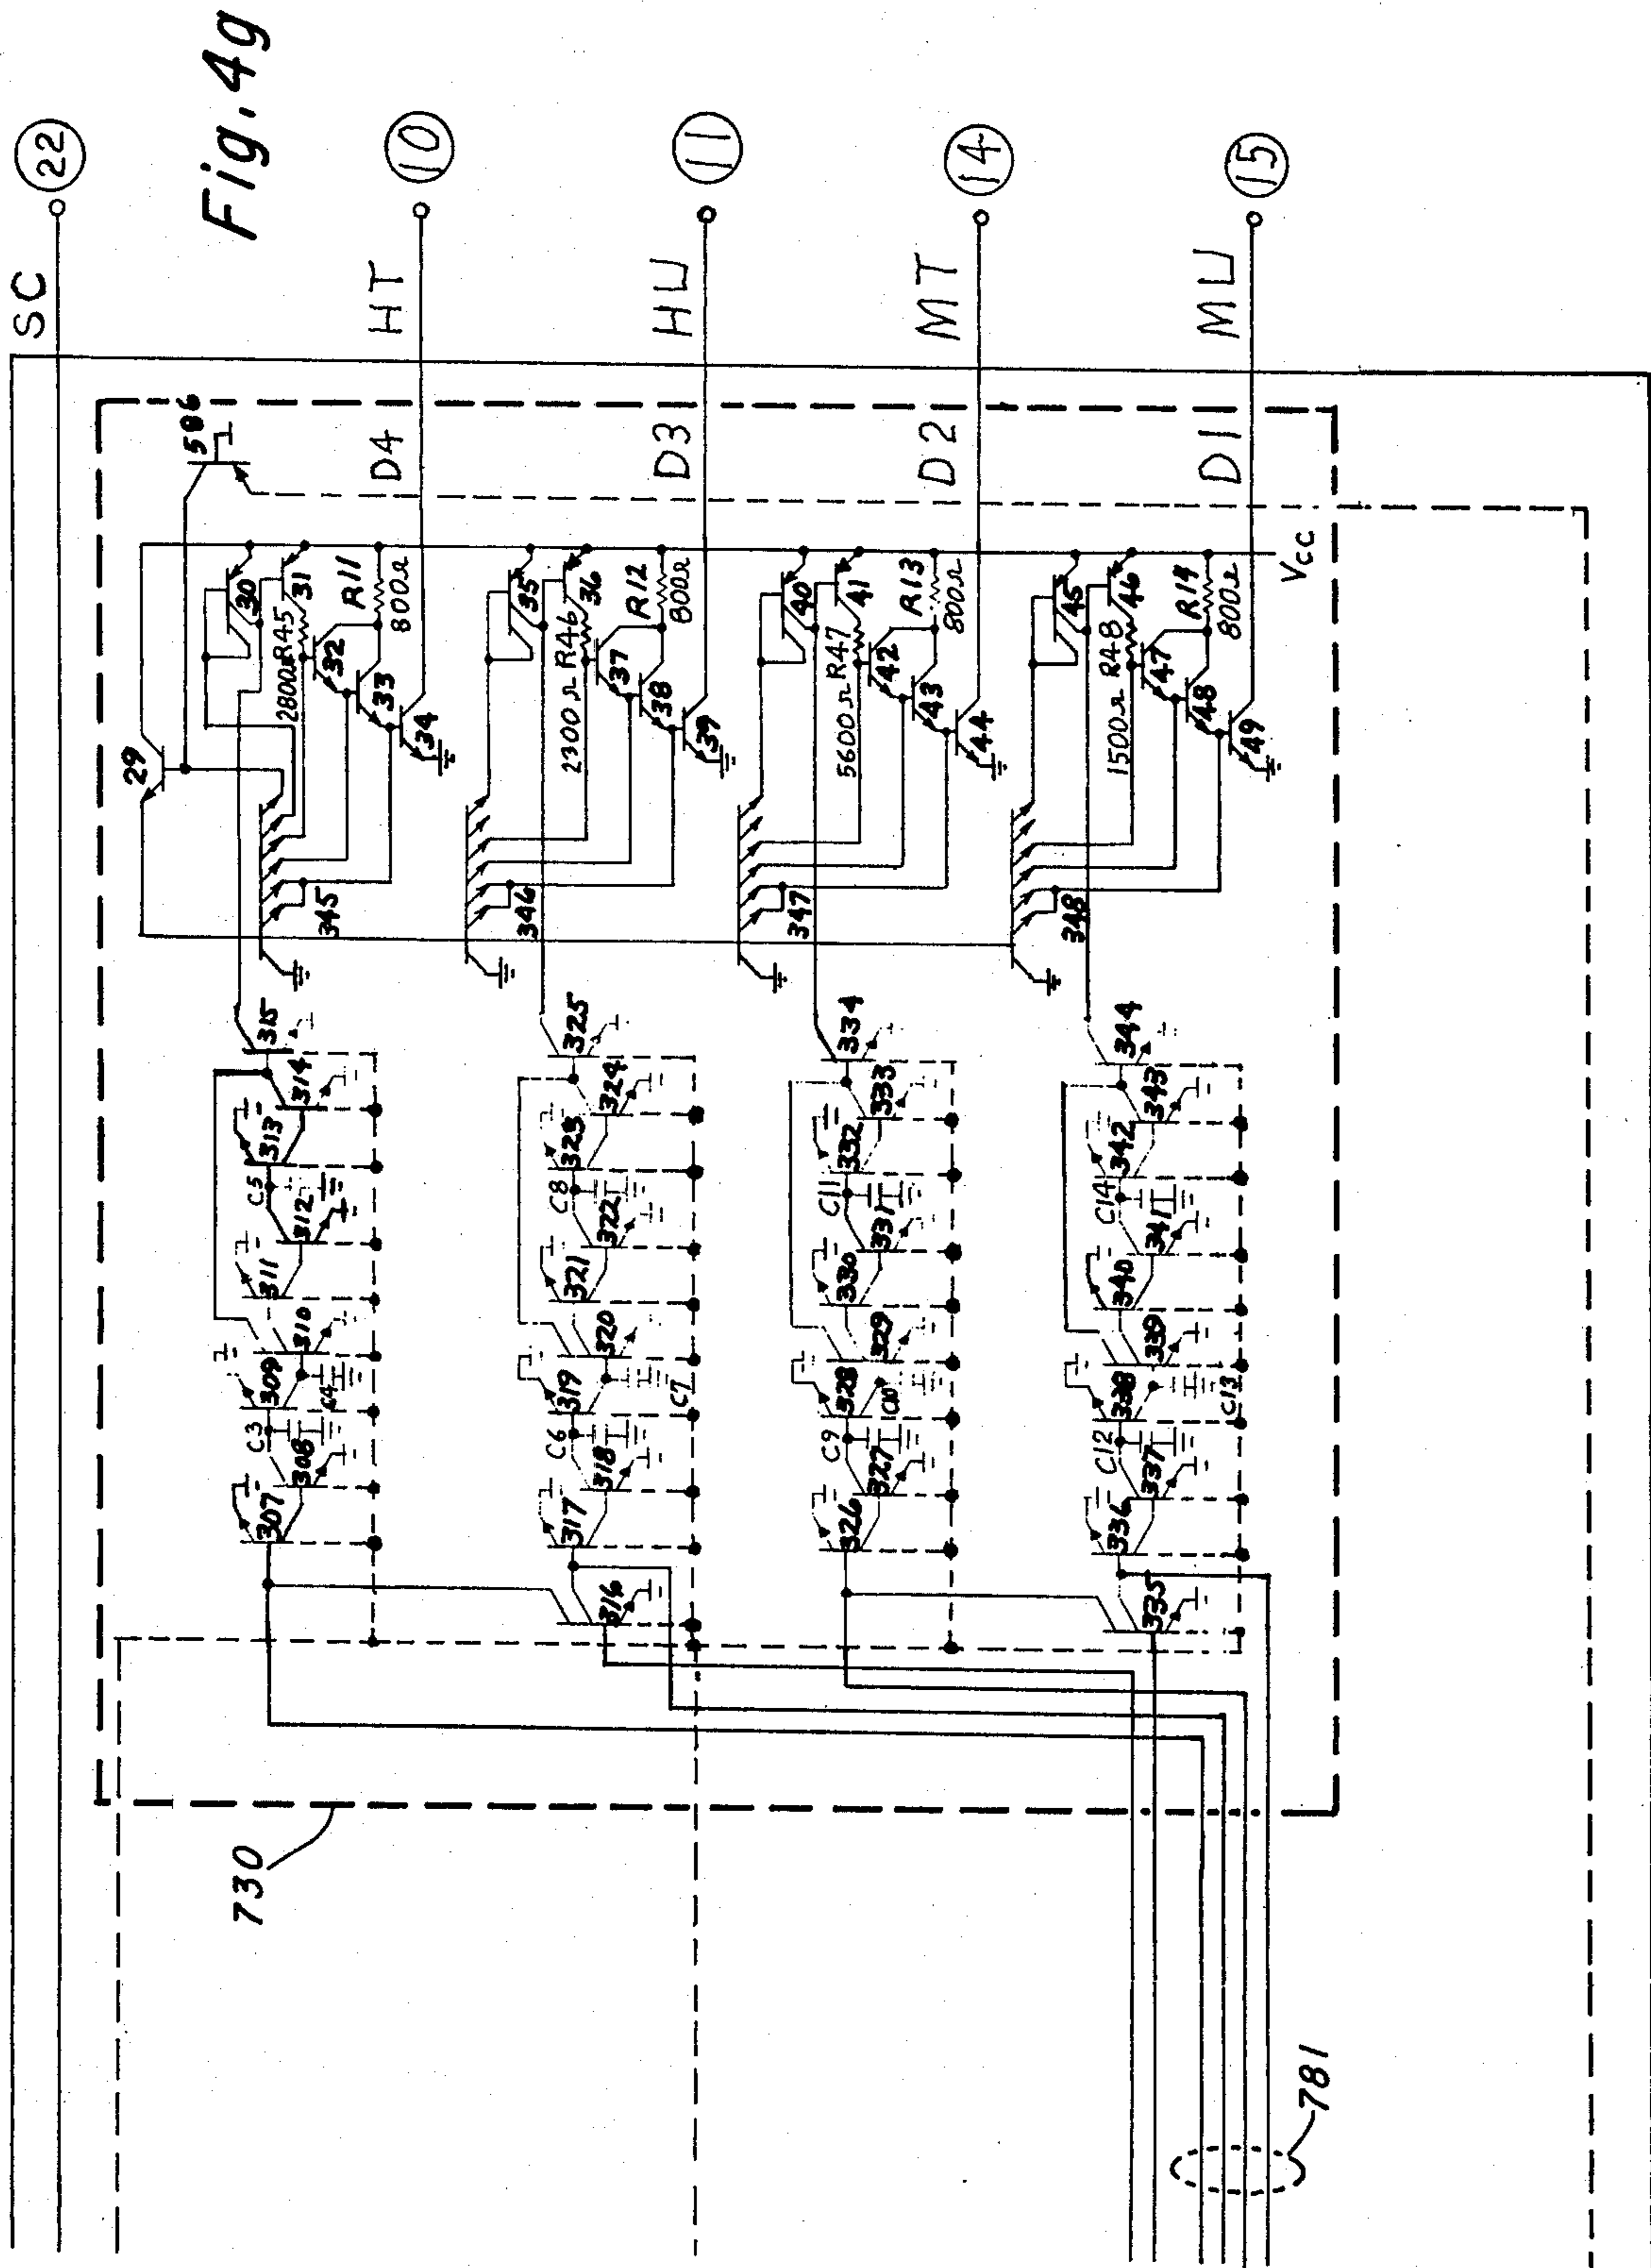 Fig. 4g
SC
22
586
D4
HT
10
D3
HU
11
D2
MT
14
D1
MU
15
29
30
31
R45
2800Ω
32
33
34
R11
800Ω
35
36
R46
2300Ω
37
38
39
R12
800Ω
40
41
R47
5600Ω
42
43
44
R13
800Ω
45
46
R48
1500Ω
47
48
49
R14
800Ω
Vcc
345
346
347
348
307
308
C3
309
C4
310
311
312
C5
313
314
315
316
317
318
C6
319
C7
320
321
322
C8
323
324
325
326
327
C9
328
C10
329
330
331
C11
332
333
334
335
336
337
C12
338
C13
339
340
341
C14
342
343
344
730
781